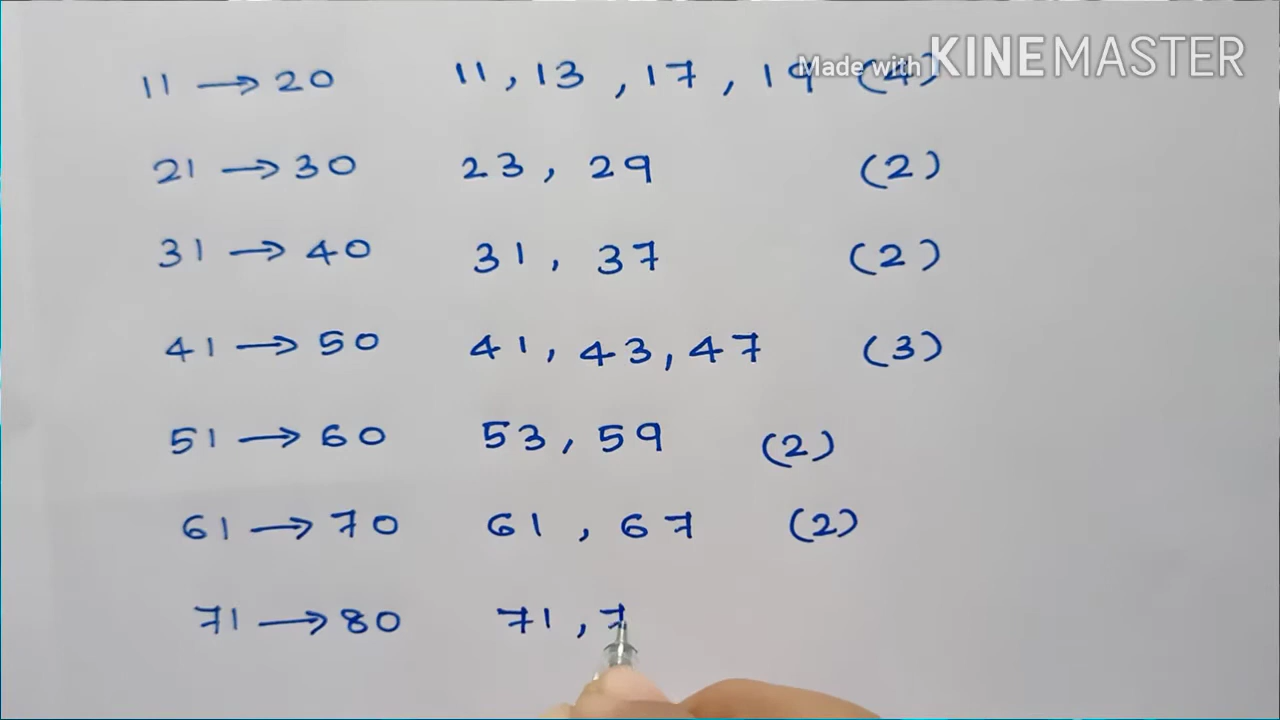 11 → 20 11, 13, 17, 19 (4)
Made with KINEMASTER
21 → 30 23, 29 (2)
31 → 40 31, 37 (2)
41 → 50 41, 43, 47 (3)
51 → 60 53, 59 (2)
61 → 70 61, 67 (2)
71 → 80 71, 7